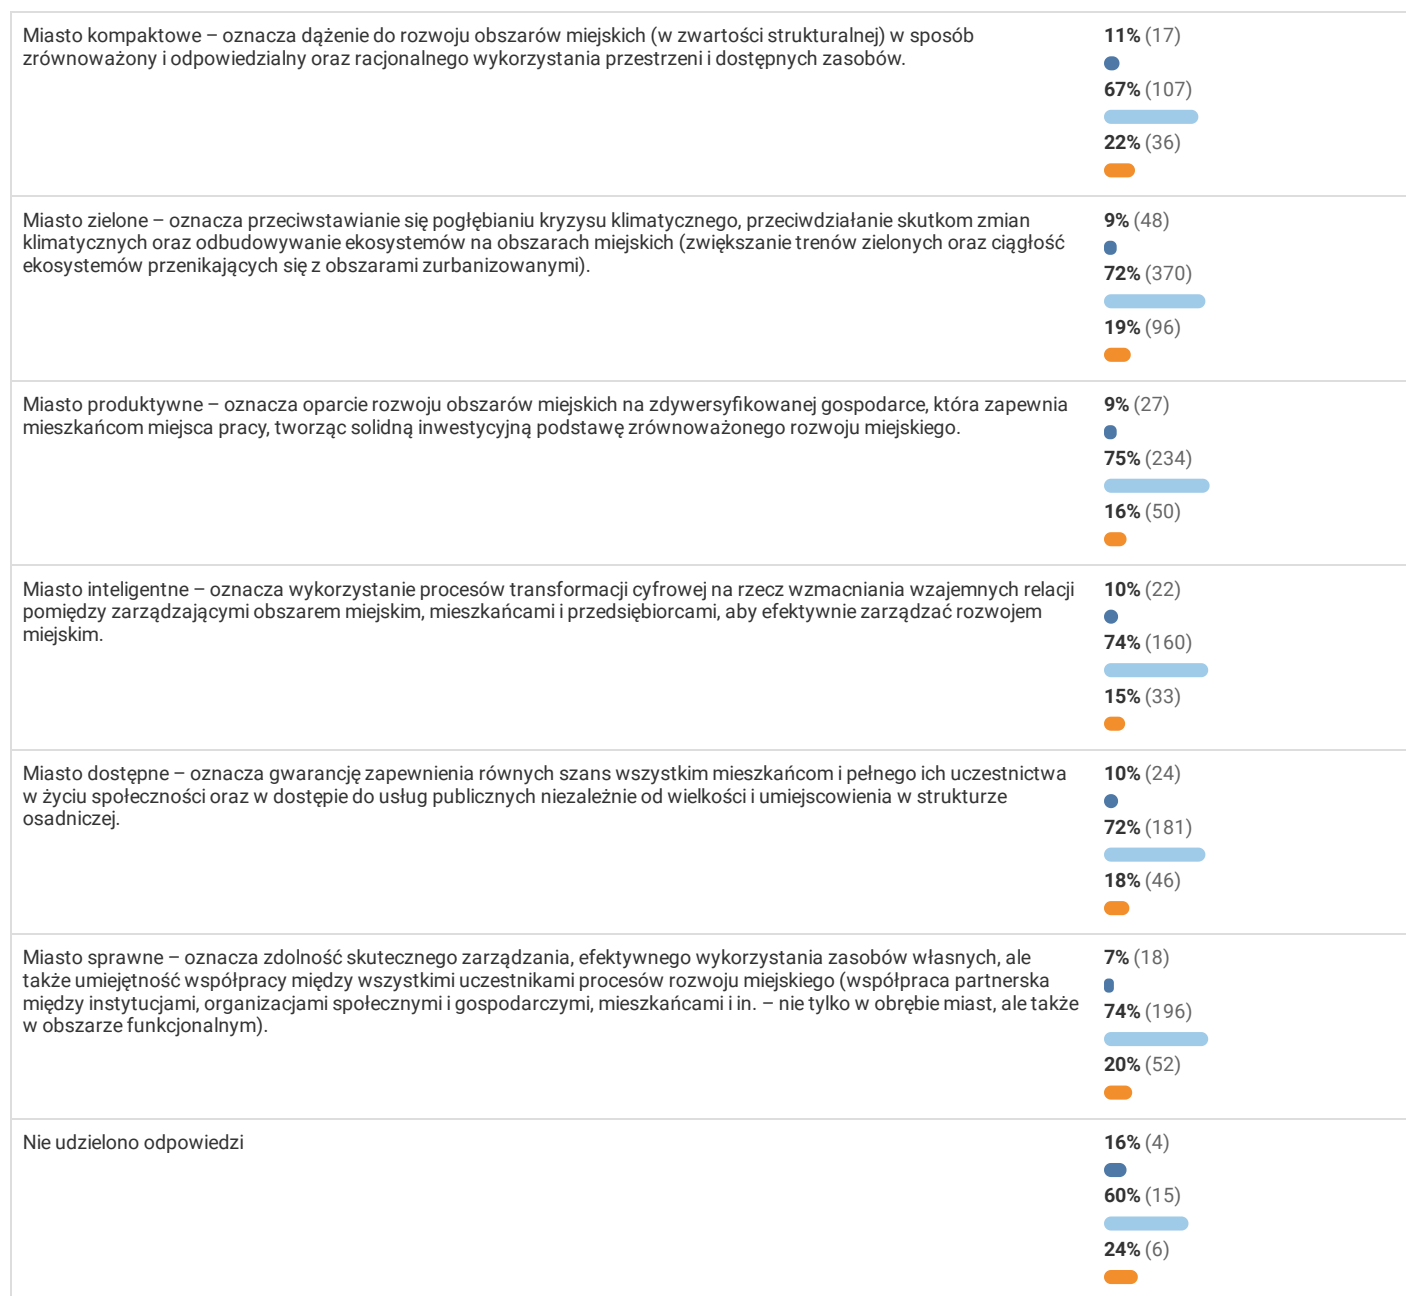 Miasto kompaktowe – oznacza dążenie do rozwoju obszarów miejskich (w zwartości strukturalnej) w sposób
zrównoważony i odpowiedzialny oraz racjonalnego wykorzystania przestrzeni i dostępnych zasobów.
11% (17)
67% (107)
22% (36)
Miasto zielone – oznacza przeciwstawianie się pogłębianiu kryzysu klimatycznego, przeciwdziałanie skutkom zmian
klimatycznych oraz odbudowywanie ekosystemów na obszarach miejskich (zwiększanie trenów zielonych oraz ciągłość
ekosystemów przenikających się z obszarami zurbanizowanymi).
9% (48)
72% (370)
19% (96)
Miasto produktywne – oznacza oparcie rozwoju obszarów miejskich na zdywersyfikowanej gospodarce, która zapewnia
mieszkańcom miejsca pracy, tworząc solidną inwestycyjną podstawę zrównoważonego rozwoju miejskiego.
9% (27)
75% (234)
16% (50)
Miasto inteligentne – oznacza wykorzystanie procesów transformacji cyfrowej na rzecz wzmacniania wzajemnych relacji
pomiędzy zarządzającymi obszarem miejskim, mieszkańcami i przedsiębiorcami, aby efektywnie zarządzać rozwojem
miejskim.
10% (22)
74% (160)
15% (33)
Miasto dostępne – oznacza gwarancję zapewnienia równych szans wszystkim mieszkańcom i pełnego ich uczestnictwa
w życiu społeczności oraz w dostępie do usług publicznych niezależnie od wielkości i umiejscowienia w strukturze
osadniczej.
10% (24)
72% (181)
18% (46)
Miasto sprawne – oznacza zdolność skutecznego zarządzania, efektywnego wykorzystania zasobów własnych, ale
także umiejętność współpracy między wszystkimi uczestnikami procesów rozwoju miejskiego (współpraca partnerska
między instytucjami, organizacjami społecznymi i gospodarczymi, mieszkańcami i in. – nie tylko w obrębie miast, ale także
w obszarze funkcjonalnym).
7% (18)
74% (196)
20% (52)
Nie udzielono odpowiedzi
16% (4)
60% (15)
24% (6)